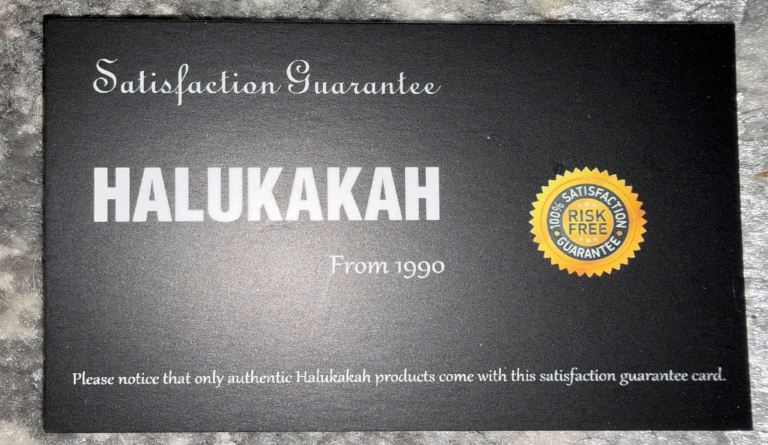 Satisfaction Guarantee
HALUKAKAH
From 1990
100% SATISFACTION
RISK
FREE
GUARANTEE
Please notice that only authentic Halukakah products come with this satisfaction guarantee card.